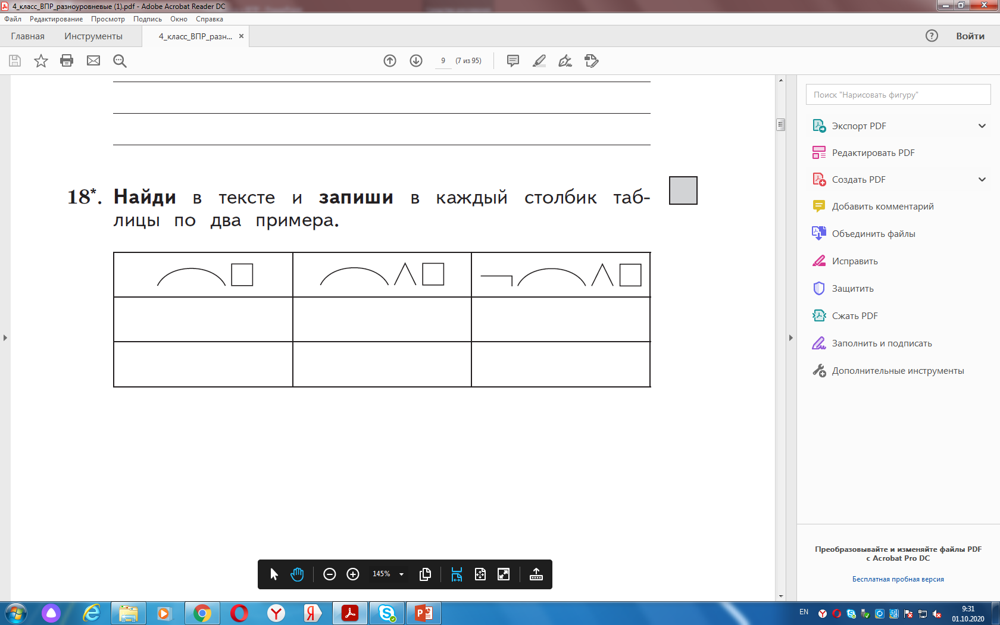 4_класс_ВПР_разноуровневые (1).pdf - Adobe Acrobat Reader DC
Файл Редактирование Просмотр Подпись Окно Справка
Главная Инструменты 4_класс_ВПР_разн... × ? Войти
9 (7 из 95)
18*. Найди в тексте и запиши в каждый столбик таб-
лицы по два примера.
Поиск "Нарисовать фигуру"
Экспорт PDF
Редактировать PDF
Создать PDF
Добавить комментарий
Объединить файлы
Исправить
Защитить
Сжать PDF
Заполнить и подписать
Дополнительные инструменты
Преобразовывайте и изменяйте файлы PDF
с Acrobat Pro DC
Бесплатная пробная версия
145%
EN
9:31
01.10.2020